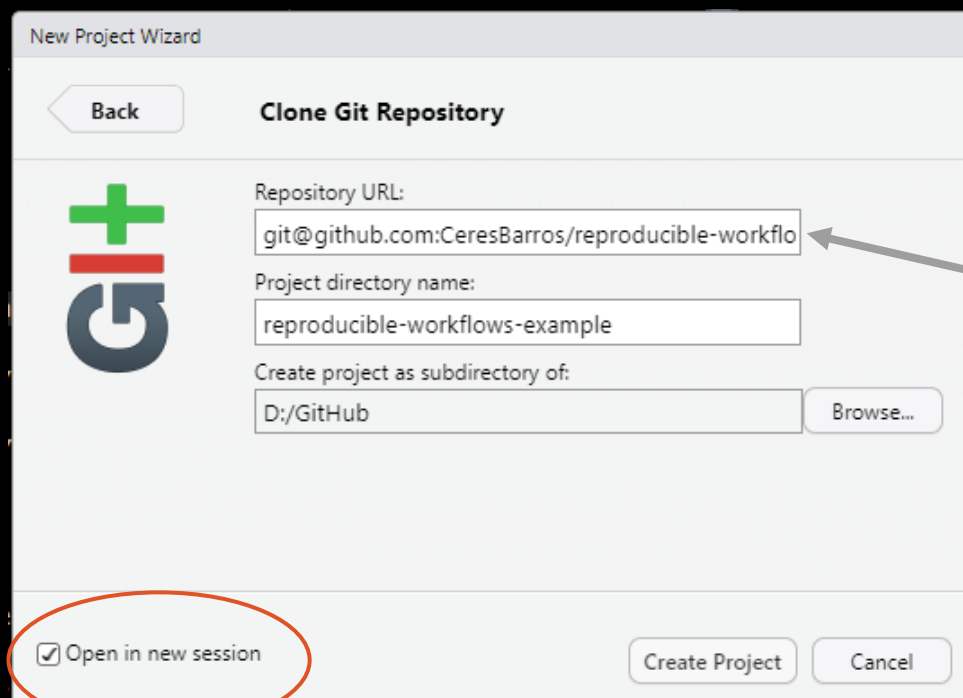 New Project Wizard
Back
Clone Git Repository
Git
Repository URL:
git@github.com:CeresBarros/reproducible-workflo
Project directory name:
reproducible-workflows-example
Create project as subdirectory of:
D:/GitHub
Browse...
Open in new session
Create Project
Cancel